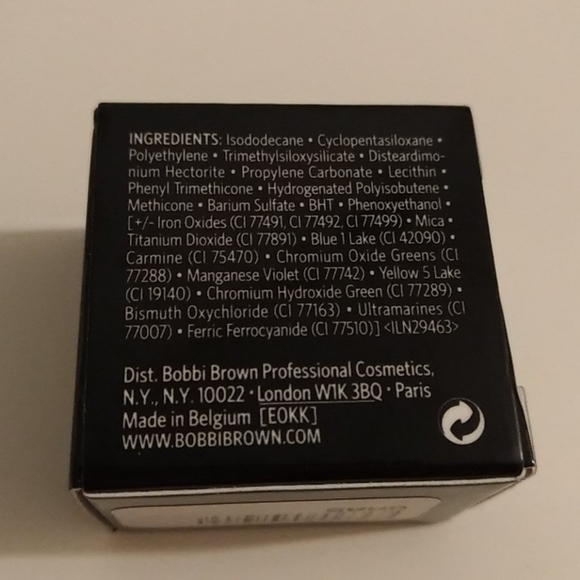 INGREDIENTS: Isododecane • Cyclopentasiloxane •
Polyethylene • Trimethylsiloxysilicate • Disteardimo-
nium Hectorite • Propylene Carbonate • Lecithin •
Phenyl Trimethicone • Hydrogenated Polyisobutene •
Methicone • Barium Sulfate • BHT • Phenoxyethanol •
[+/- Iron Oxides (CI 77491, CI 77492, CI 77499) • Mica •
Titanium Dioxide (CI 77891) • Blue 1 Lake (CI 42090) •
Carmine (CI 75470) • Chromium Oxide Greens (CI
77288) • Manganese Violet (CI 77742) • Yellow 5 Lake
(CI 19140) • Chromium Hydroxide Green (CI 77289) •
Bismuth Oxychloride (CI 77163) • Ultramarines (CI
77007) • Ferric Ferrocyanide (CI 77510)] <ILN29463>
Dist. Bobbi Brown Professional Cosmetics,
N.Y., N.Y. 10022 • London W1K 3BQ • Paris
Made in Belgium [EOKK]
WWW.BOBBIBROWN.COM